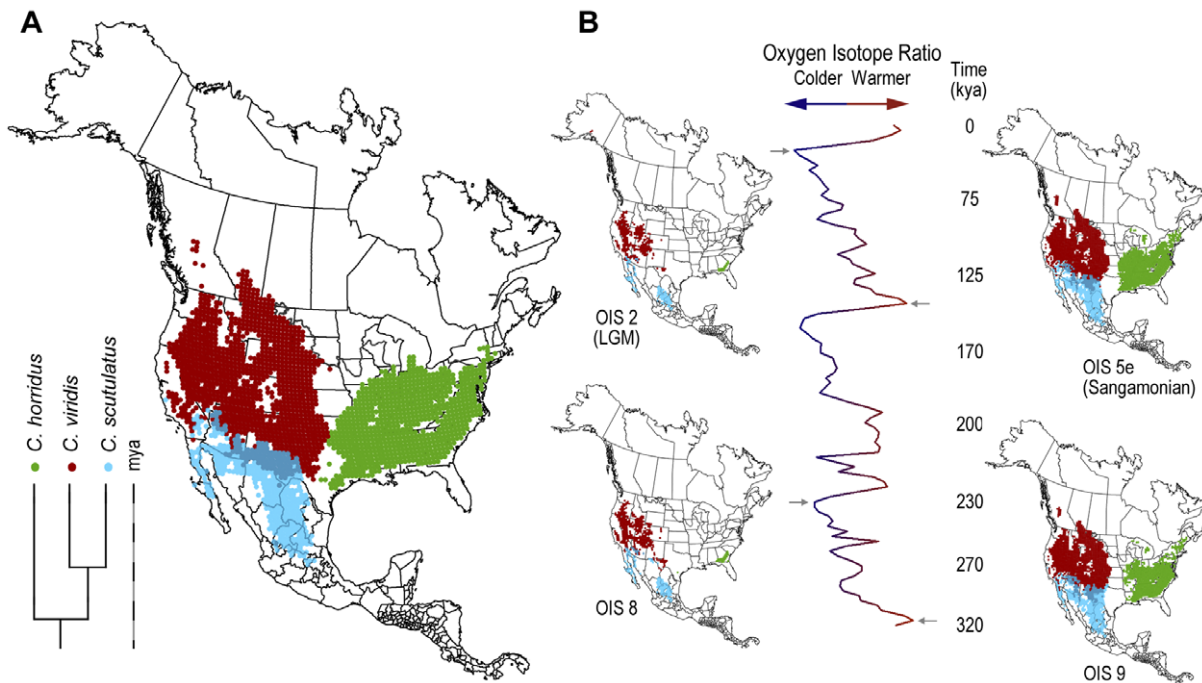 A
C. horridus
C. viridis
C. scutulatus
mya
B
Oxygen Isotope Ratio
Colder Warmer
Time
(kya)
0
75
125
170
200
230
270
320
OIS 2
(LGM)
OIS 5e
(Sangamonian)
OIS 8
OIS 9